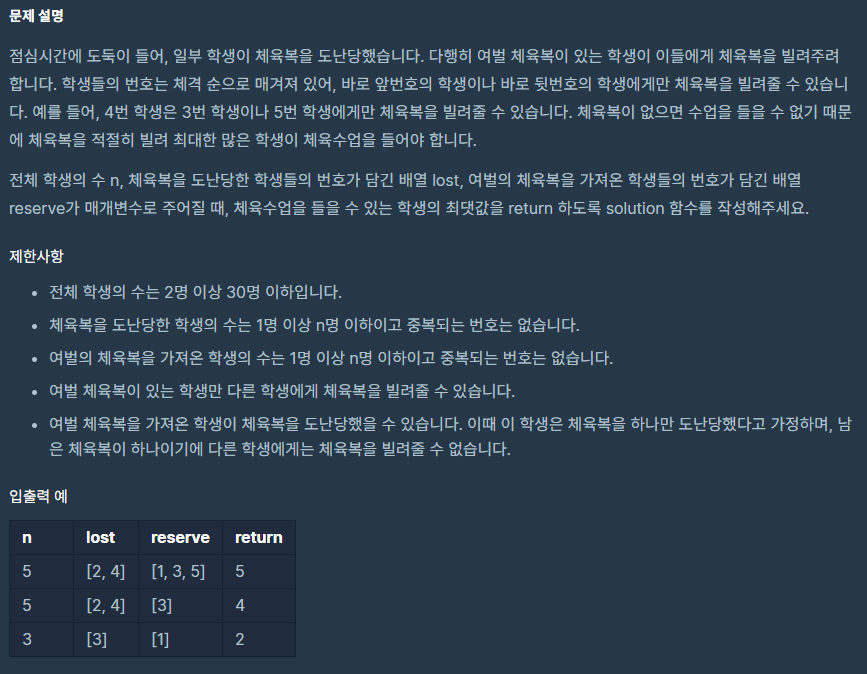 문제 설명
점심시간에 도둑이 들어, 일부 학생이 체육복을 도난당했습니다. 다행히 여벌 체육복이 있는 학생이 이들에게 체육복을 빌려주려
합니다. 학생들의 번호는 체격 순으로 매겨져 있어, 바로 앞번호의 학생이나 바로 뒷번호의 학생에게만 체육복을 빌려줄 수 있습니
다. 예를 들어, 4번 학생은 3번 학생이나 5번 학생에게만 체육복을 빌려줄 수 있습니다. 체육복이 없으면 수업을 들을 수 없기 때문
에 체육복을 적절히 빌려 최대한 많은 학생이 체육수업을 들어야 합니다.
전체 학생의 수 n, 체육복을 도난당한 학생들의 번호가 담긴 배열 lost, 여벌의 체육복을 가져온 학생들의 번호가 담긴 배열
reserve가 매개변수로 주어질 때, 체육수업을 들을 수 있는 학생의 최댓값을 return 하도록 solution 함수를 작성해주세요.
제한사항
• 전체 학생의 수는 2명 이상 30명 이하입니다.
• 체육복을 도난당한 학생의 수는 1명 이상 n명 이하이고 중복되는 번호는 없습니다.
• 여벌의 체육복을 가져온 학생의 수는 1명 이상 n명 이하이고 중복되는 번호는 없습니다.
• 여벌 체육복이 있는 학생만 다른 학생에게 체육복을 빌려줄 수 있습니다.
• 여벌 체육복을 가져온 학생이 체육복을 도난당했을 수 있습니다. 이때 이 학생은 체육복을 하나만 도난당했다고 가정하며, 남
은 체육복이 하나이기에 다른 학생에게는 체육복을 빌려줄 수 없습니다.
입출력 예
n lost reserve return
5 [2, 4] [1, 3, 5] 5
5 [2, 4] [3] 4
3 [3] [1] 2